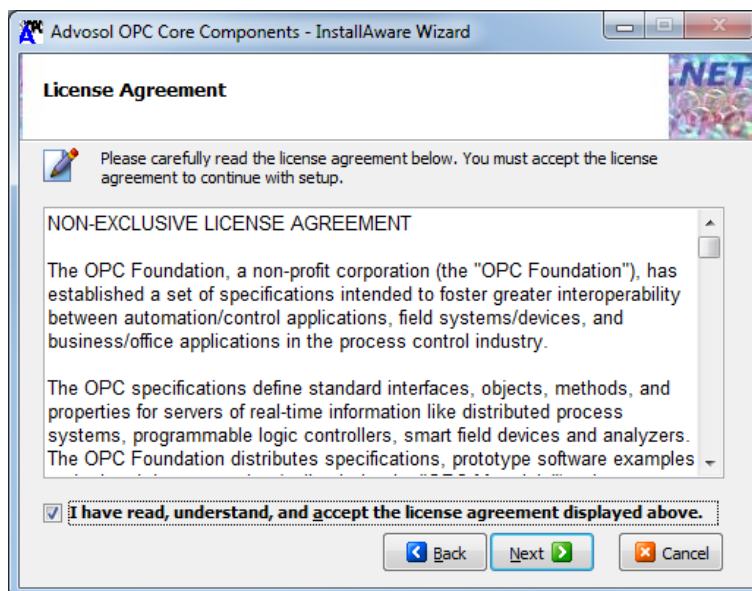 Advosol OPC Core Components - InstallAware Wizard
License Agreement
.NET
Please carefully read the license agreement below. You must accept the license
agreement to continue with setup.
NON-EXCLUSIVE LICENSE AGREEMENT
The OPC Foundation, a non-profit corporation (the "OPC Foundation"), has
established a set of specifications intended to foster greater interoperability
between automation/control applications, field systems/devices, and
business/office applications in the process control industry.
The OPC specifications define standard interfaces, objects, methods, and
properties for servers of real-time information like distributed process
systems, programmable logic controllers, smart field devices and analyzers.
The OPC Foundation distributes specifications, prototype software examples
I have read, understand, and accept the license agreement displayed above.
Back Next Cancel